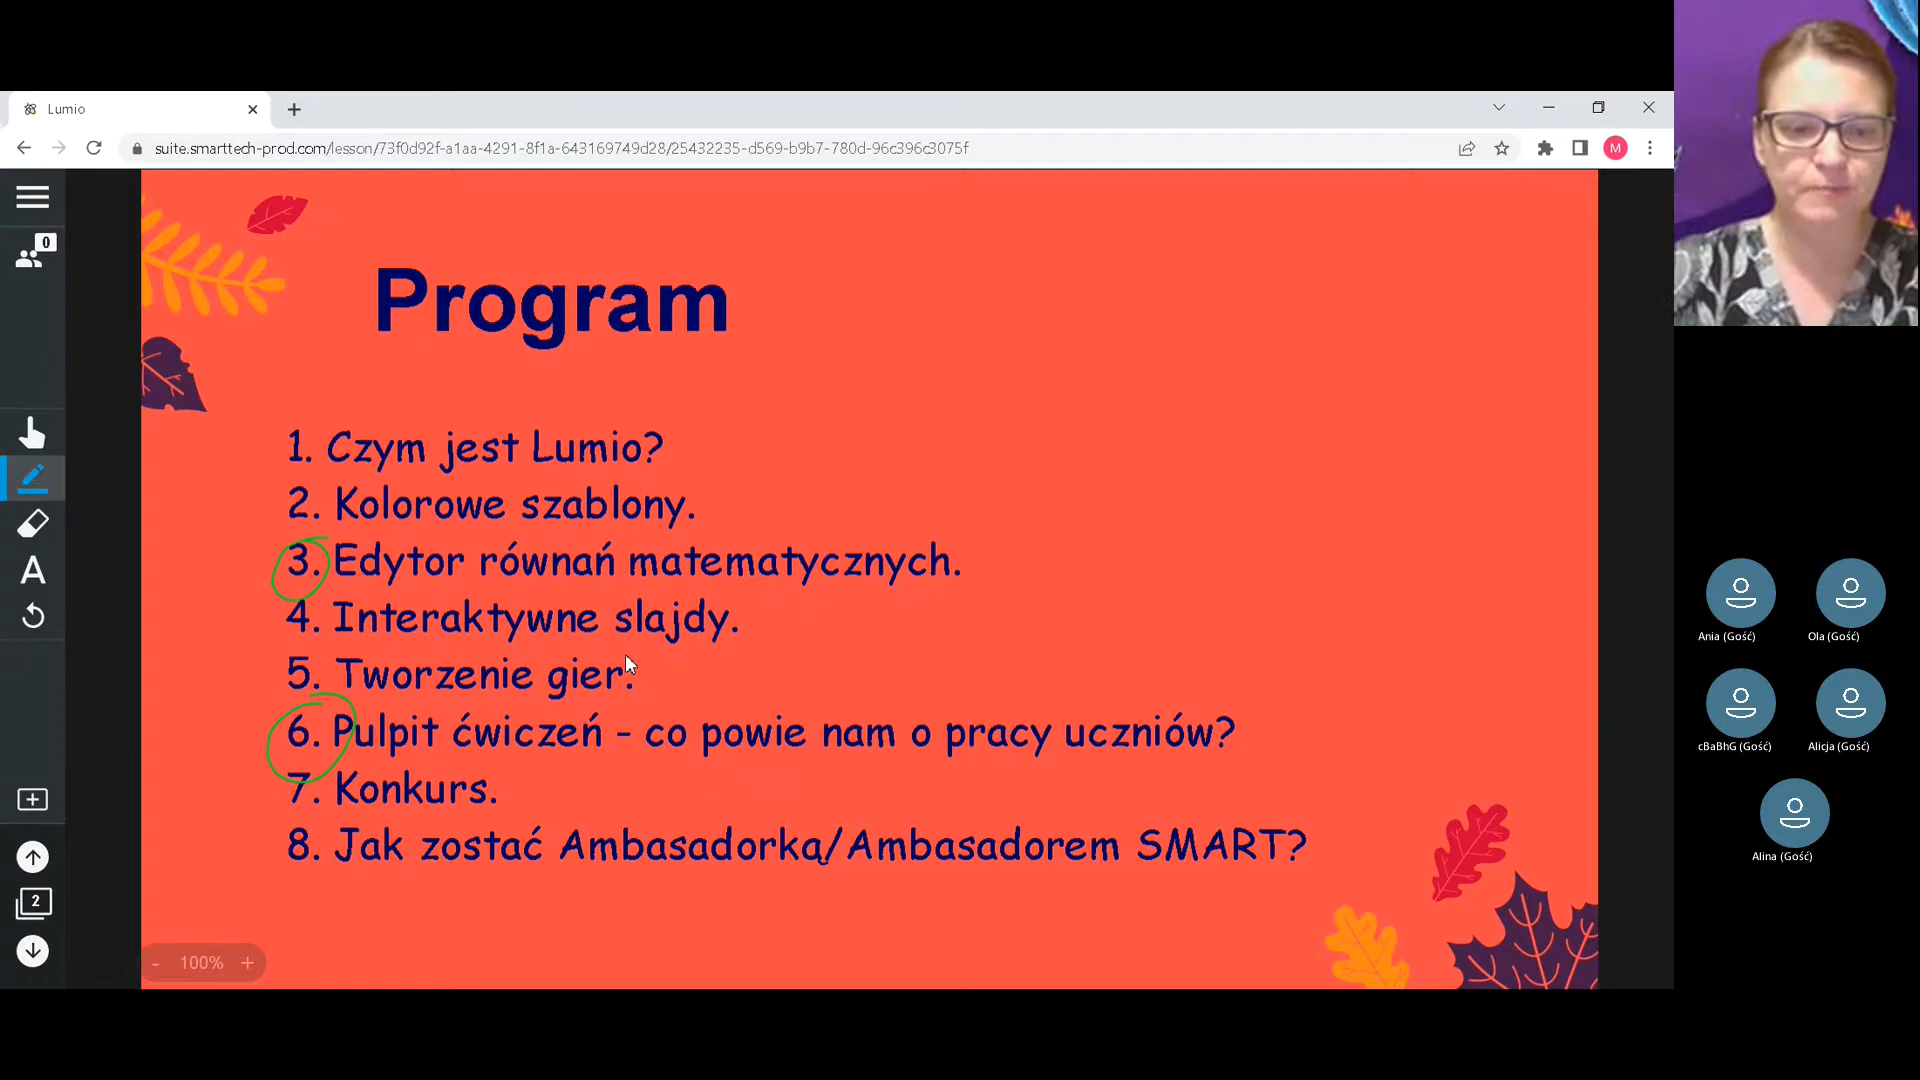 Lumio
suite.smarttech-prod.com/lesson/73f0d92f-a1aa-4291-8f1a-643169749d28/25432235-d569-b9b7-780d-96c396c3075f
M
0
Program
1. Czym jest Lumio?
2. Kolorowe szablony.
3. Edytor równań matematycznych.
4. Interaktywne slajdy.
5. Tworzenie gier.
6. Pulpit ćwiczeń - co powie nam o pracy uczniów?
7. Konkurs.
8. Jak zostać Ambasadorką/Ambasadorem SMART?
A
2
- 100% +
Ania (Gość)
Ola (Gość)
cBaBhG (Gość)
Alicja (Gość)
Alina (Gość)